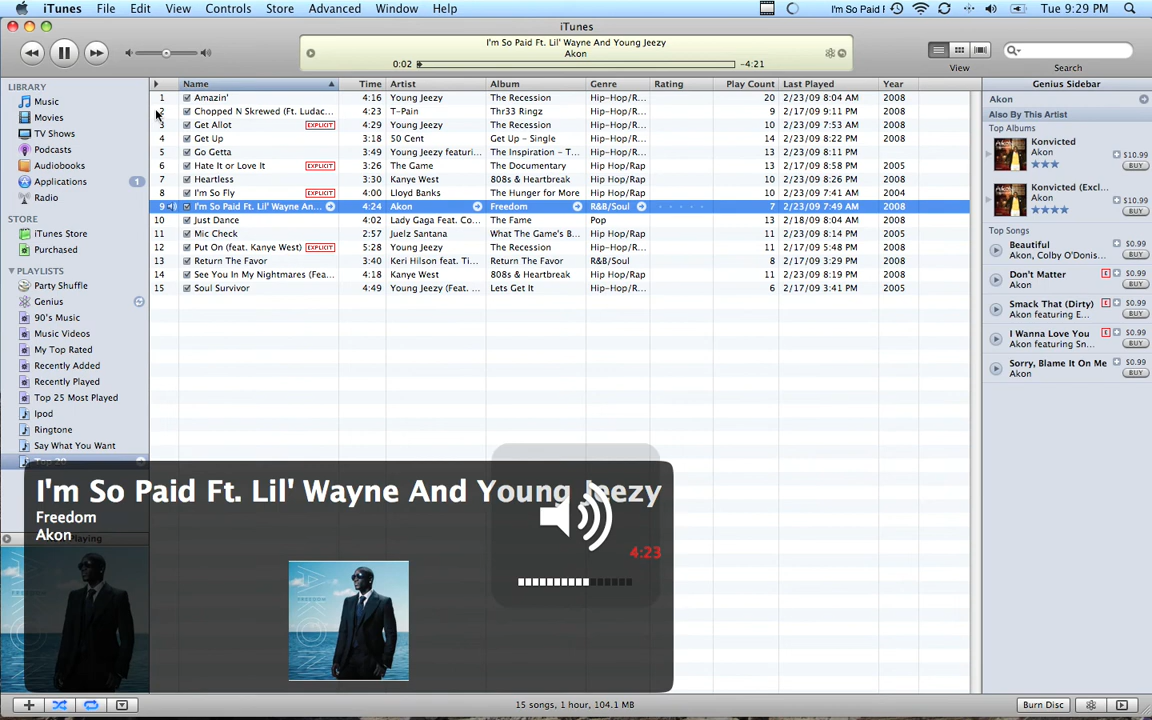 iTunes File Edit View Controls Store Advanced Window Help
I'm So Paid F
Tue 9:29 PM
iTunes
I'm So Paid Ft. Lil' Wayne And Young Jeezy
Akon
0:02 -4:21
View
Search
LIBRARY
Music
Movies
TV Shows
Podcasts
Audiobooks
Applications 1
Radio
STORE
iTunes Store
Purchased
PLAYLISTS
Party Shuffle
Genius
90's Music
Music Videos
My Top Rated
Recently Added
Recently Played
Top 25 Most Played
Ipod
Ringtone
Say What You Want
Top 20
Name Time Artist Album Genre Rating Play Count Last Played Year
1 Amazin' 4:16 Young Jeezy The Recession Hip-Hop/R... 20 2/23/09 8:04 AM 2008
2 Chopped N Skrewed (Ft. Ludac... 4:23 T-Pain Thr33 Ringz Hip-Hop/R... 9 2/17/09 9:11 PM 2008
3 Get Allot EXPLICIT 4:29 Young Jeezy The Recession Hip-Hop/R... 10 2/23/09 7:53 AM 2008
4 Get Up 3:18 50 Cent Get Up - Single Hip-Hop/R... 14 2/23/09 8:22 PM 2008
5 Go Getta 3:49 Young Jeezy featuri... Inspiration - T... Hip-Hop/R... 13 2/23/09 8:11 PM
6 Hate It or Love It EXPLICIT 3:26 The Game The Documentary Hip-Hop/Rap 13 2/17/09 8:58 PM 2005
7 Heartless 3:30 Kanye West 808s & Heartbreak Hip-Hop/Rap 10 2/23/09 8:26 PM 2008
8 I'm So Fly EXPLICIT 4:00 Lloyd Banks The Hunger for More Hip-Hop/Rap 10 2/23/09 7:41 AM 2004
9 I'm So Paid Ft. Lil' Wayne An... 4:24 Akon Freedom R&B/Soul 7 2/23/09 7:49 AM 2008
10 Just Dance 4:02 Lady Gaga Feat. Co... The Fame Pop 13 2/18/09 8:04 AM 2008
11 Mic Check 2:57 Juelz Santana What The Game's B... Hip-Hop/Rap 11 2/23/09 8:14 PM 2005
12 Put On (feat. Kanye West) EXPLICIT 5:28 Young Jeezy The Recession Hip-Hop/R... 11 2/17/09 5:48 PM 2008
13 Return The Favor 3:40 Keri Hilson feat. Ti... Return The Favor R&B/Soul 8 2/17/09 3:26 PM 2008
14 See You In My Nightmares (Fea... 4:18 Kanye West 808s & Heartbreak Hip-Hop/Rap 11 2/23/09 8:19 PM 2008
15 Soul Survivor 4:49 Young Jeezy (Feat. ... Lets Get It Hip-Hop/R... 6 2/17/09 3:41 PM 2005
Genius Sidebar
Akon
Also By This Artist
Top Albums
Konvicted
Akon $10.99
BUY
Konvicted (Excl...
Akon $10.99
BUY
Top Songs
Beautiful $0.99
Akon, Colby O'Donis... BUY
Don't Matter E $0.99
Akon BUY
Smack That (Dirty) E $0.99
Akon featuring E... BUY
I Wanna Love You E $0.99
Akon featuring Sn... BUY
Sorry, Blame It On Me $0.99
Akon BUY
I'm So Paid Ft. Lil' Wayne And Young Jeezy
Freedom
Akon
4:23
AKON
FREEDOM
15 songs, 1 hour, 104.1 MB
Burn Disc